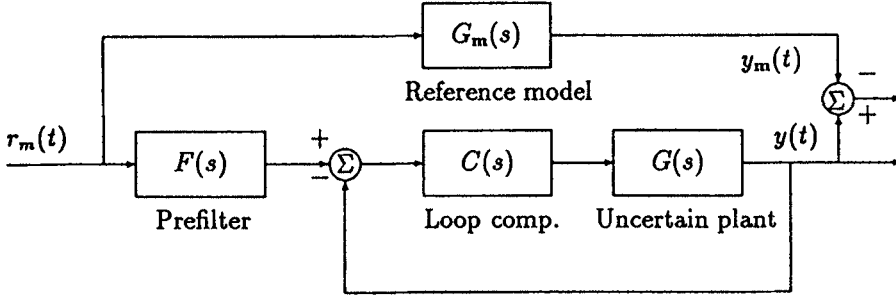 G_m(s)
Reference model
y_m(t)
−
Σ
+
r_m(t)
F(s)
Prefilter
+
−
Σ
C(s)
Loop comp.
G(s)
Uncertain plant
y(t)